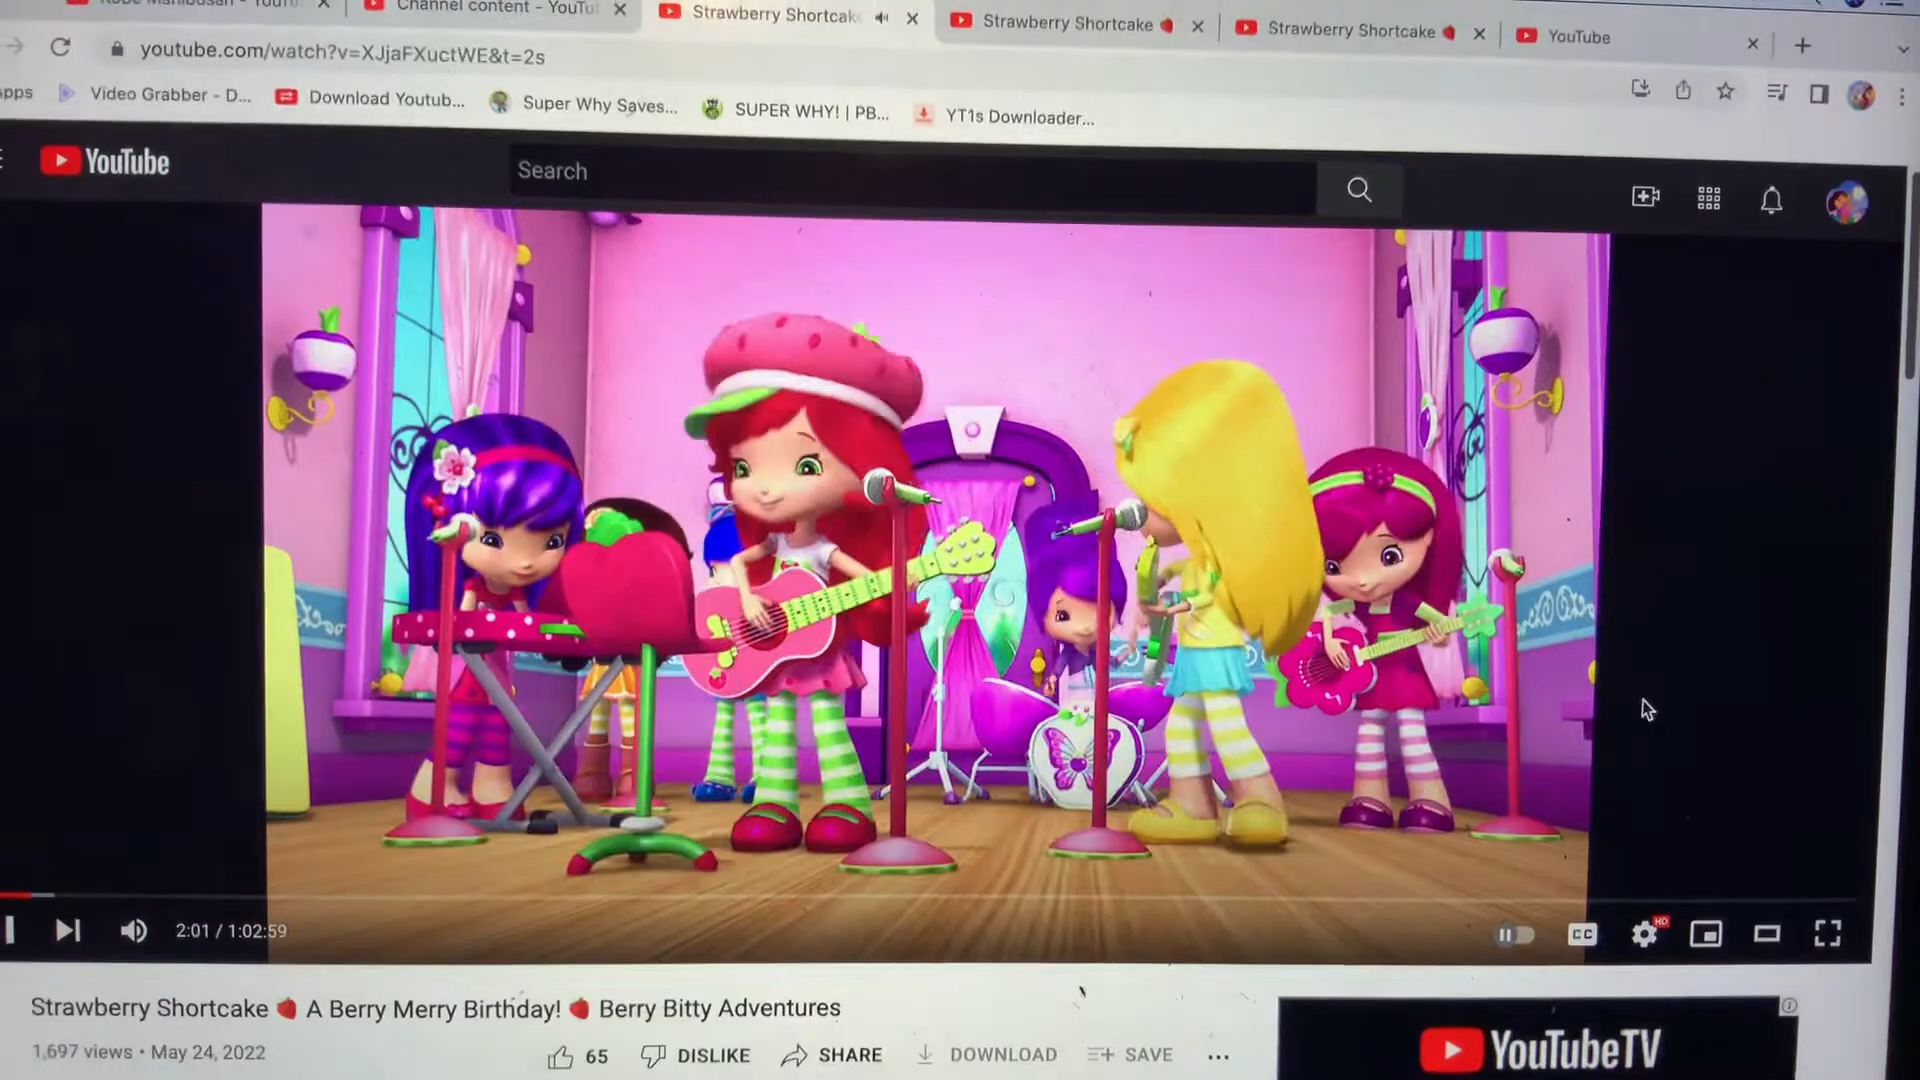 Channel content - YouTu
Strawberry Shortcak
Strawberry Shortcake
Strawberry Shortcake
YouTube
youtube.com/watch?v=XJjaFXuctWE&t=2s
Video Grabber - D...
Download Youtub...
Super Why Saves...
SUPER WHY! | PB...
YT1s Downloader...
YouTube
Search
2:01 / 1:02:59
CC
HD
Strawberry Shortcake 🍓 A Berry Merry Birthday! 🍓 Berry Bitty Adventures
1,697 views • May 24, 2022
65
DISLIKE
SHARE
DOWNLOAD
SAVE
YouTubeTV